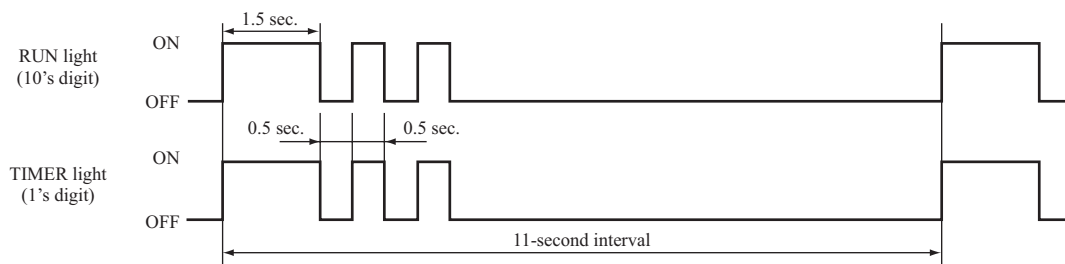 1.5 sec.
ON
RUN light
(10’s digit)
OFF
0.5 sec.
0.5 sec.
ON
TIMER light
(1’s digit)
OFF
11-second interval